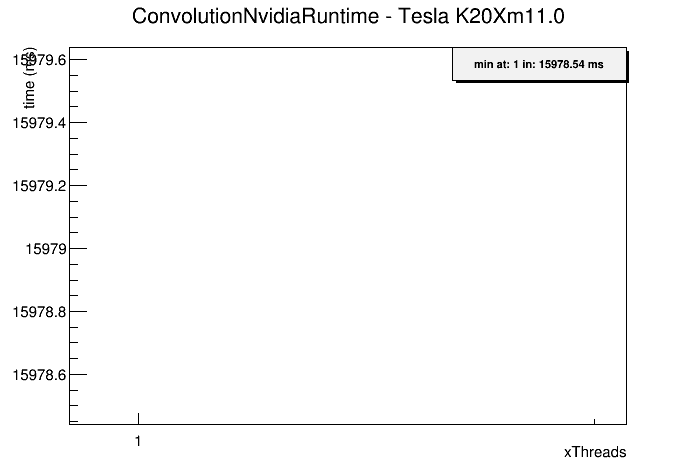 ConvolutionNvidiaRuntime - Tesla K20Xm11.0
time (ms)
min at: 1 in: 15978.54 ms
15979.6
15979.4
15979.2
15979
15978.8
15978.6
1
xThreads